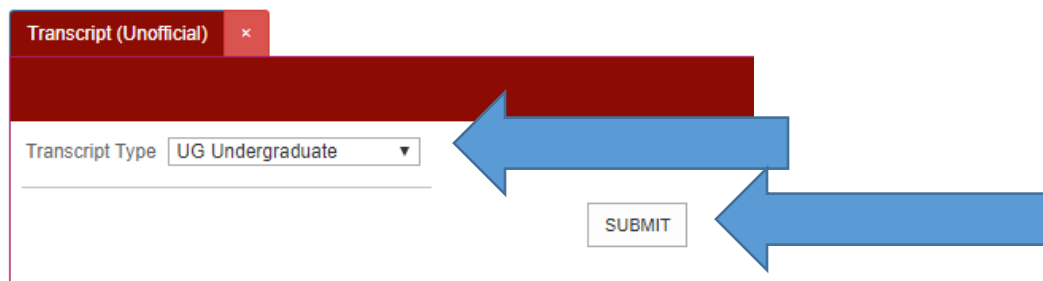 Transcript (Unofficial) ×
Transcript Type UG Undergraduate
SUBMIT